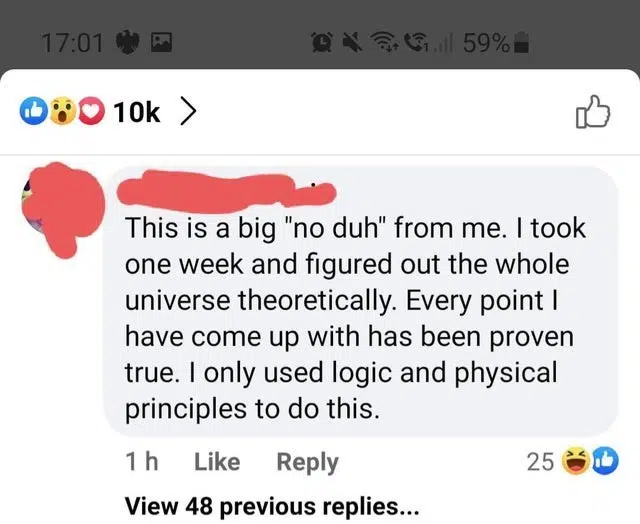 17:01 59%
10k
This is a big "no duh" from me. I took
one week and figured out the whole
universe theoretically. Every point I
have come up with has been proven
true. I only used logic and physical
principles to do this.
1 h Like Reply 25
View 48 previous replies...